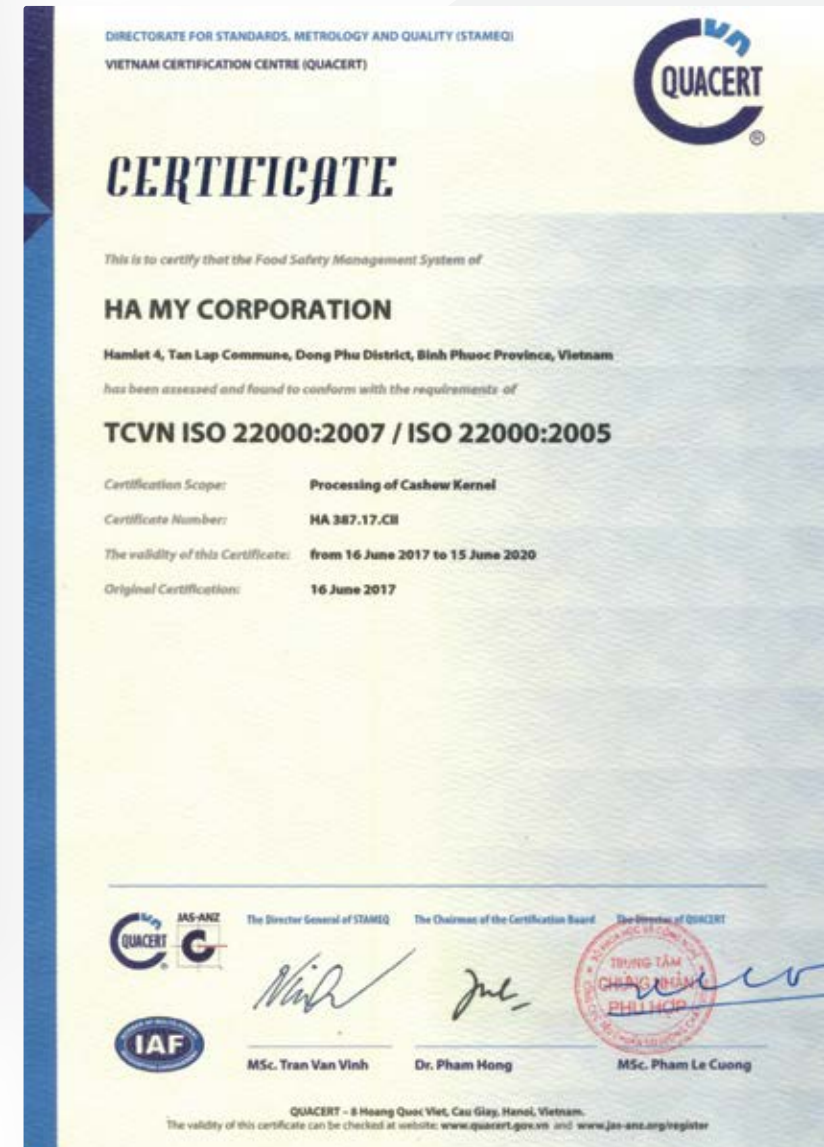 DIRECTORATE FOR STANDARDS, METROLOGY AND QUALITY (STAMEQ)
VIETNAM CERTIFICATION CENTRE (QUACERT)
vn
QUACERT
®
CERTIFICATE
This is to certify that the Food Safety Management System of
HA MY CORPORATION
Hamlet 4, Tan Lap Commune, Dong Phu District, Binh Phuoc Province, Vietnam
has been assessed and found to conform with the requirements of
TCVN ISO 22000:2007 / ISO 22000:2005
Certification Scope: Processing of Cashew Kernel
Certificate Number: HA 387.17.CII
The validity of this Certificate: from 16 June 2017 to 15 June 2020
Original Certification: 16 June 2017
vn
QUACERT
®
JAS-ANZ
The Director General of STAMEQ The Chairman of the Certification Board The Director of QUACERT
TRUNG TÂM
CHỨNG NHẬN
PHÙ HỢP
IAF
MSc. Tran Van Vinh Dr. Pham Hong MSc. Pham Le Cuong
QUACERT – 8 Hoang Quoc Viet, Cau Giay, Hanoi, Vietnam.
The validity of this certificate can be checked at website: www.quacert.gov.vn and www.jas-anz.org/register